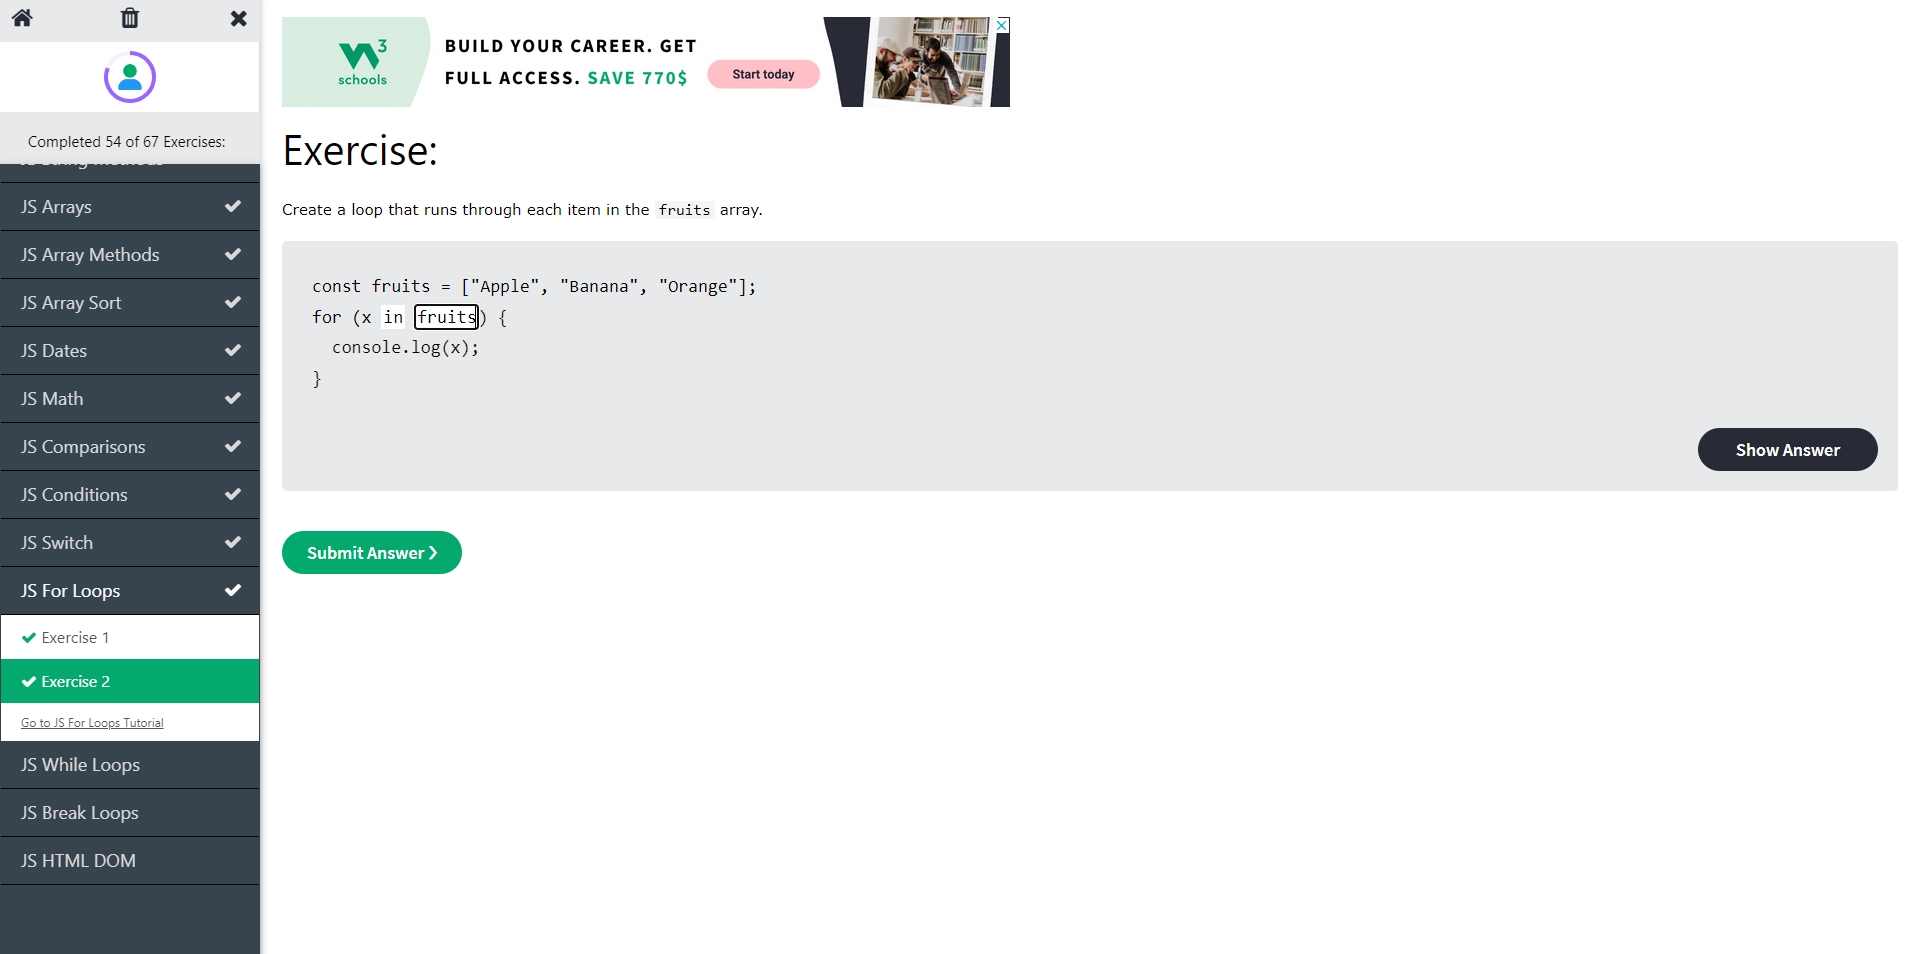 Completed 54 of 67 Exercises:
JS Arrays
JS Array Methods
JS Array Sort
JS Dates
JS Math
JS Comparisons
JS Conditions
JS Switch
JS For Loops
Exercise 1
Exercise 2
Go to JS For Loops Tutorial
JS While Loops
JS Break Loops
JS HTML DOM
w3
schools
BUILD YOUR CAREER. GET
FULL ACCESS. SAVE 770$
Start today
Exercise:
Create a loop that runs through each item in the fruits array.
const fruits = ["Apple", "Banana", "Orange"];
for (x in fruits) {
  console.log(x);
}
Show Answer
Submit Answer ❯